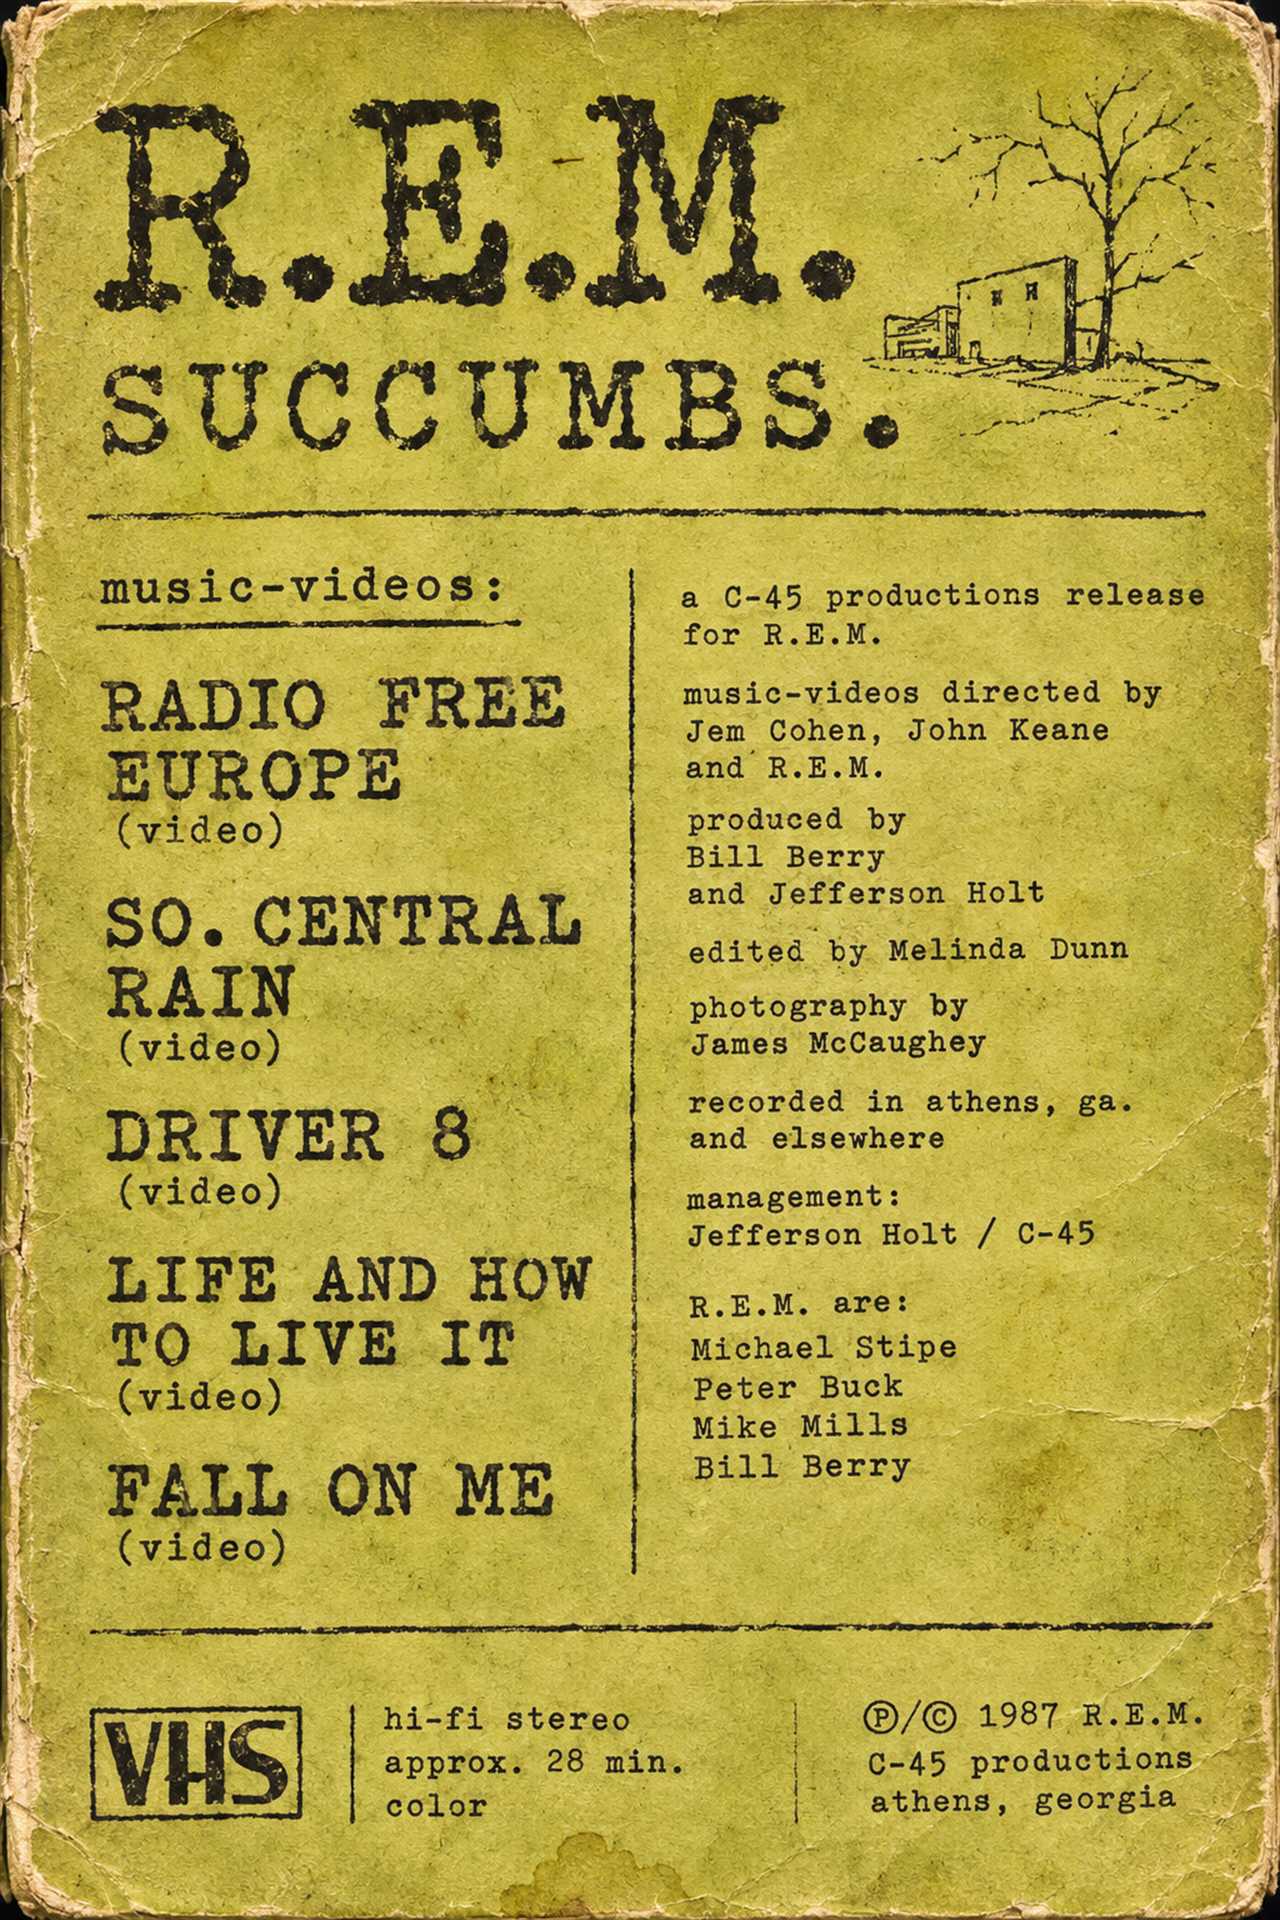 R.E.M.
SUCCUMBS.
music-videos:
RADIO FREE
EUROPE
(video)
SO. CENTRAL
RAIN
(video)
DRIVER 8
(video)
LIFE AND HOW
TO LIVE IT
(video)
FALL ON ME
(video)
a C-45 productions release
for R.E.M.
music-videos directed by
Jem Cohen, John Keane
and R.E.M.
produced by
Bill Berry
and Jefferson Holt
edited by Melinda Dunn
photography by
James McCaughey
recorded in athens, ga.
and elsewhere
management:
Jefferson Holt / C-45
R.E.M. are:
Michael Stipe
Peter Buck
Mike Mills
Bill Berry
VHS
hi-fi stereo
approx. 28 min.
color
℗/© 1987 R.E.M.
C-45 productions
athens, georgia